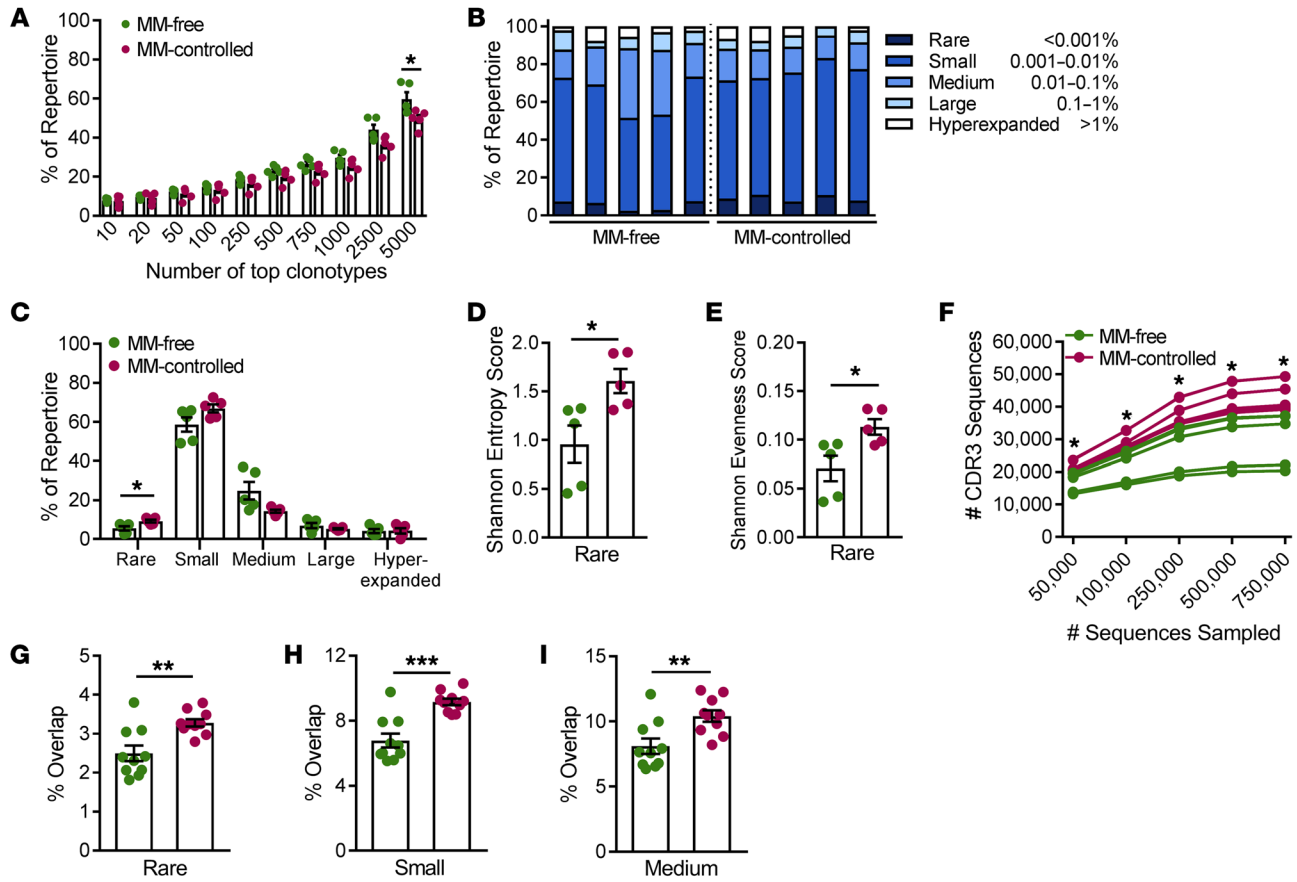 A
MM-free
MM-controlled
% of Repertoire
100
80
60
40
20
0
*
10 20 50 100 250 500 750 1000 2500 5000
Number of top clonotypes
B
% of Repertoire
100
80
60
40
20
0
MM-free MM-controlled
Rare <0.001%
Small 0.001–0.01%
Medium 0.01–0.1%
Large 0.1–1%
Hyperexpanded >1%
C
MM-free
MM-controlled
% of Repertoire
100
80
60
40
20
0
*
Rare Small Medium Large Hyper-
expanded
D
Shannon Entropy Score
2.0
1.5
1.0
0.5
0.0
*
Rare
E
Shannon Evenness Score
0.20
0.15
0.10
0.05
0.00
*
Rare
F
MM-free
MM-controlled
# CDR3 Sequences
60,000
50,000
40,000
30,000
20,000
10,000
0
* * * * *
50,000 100,000 250,000 500,000 750,000
# Sequences Sampled
G
% Overlap
5
4
3
2
1
0
**
Rare
H
% Overlap
12
8
4
0
***
Small
I
% Overlap
15
10
5
0
**
Medium